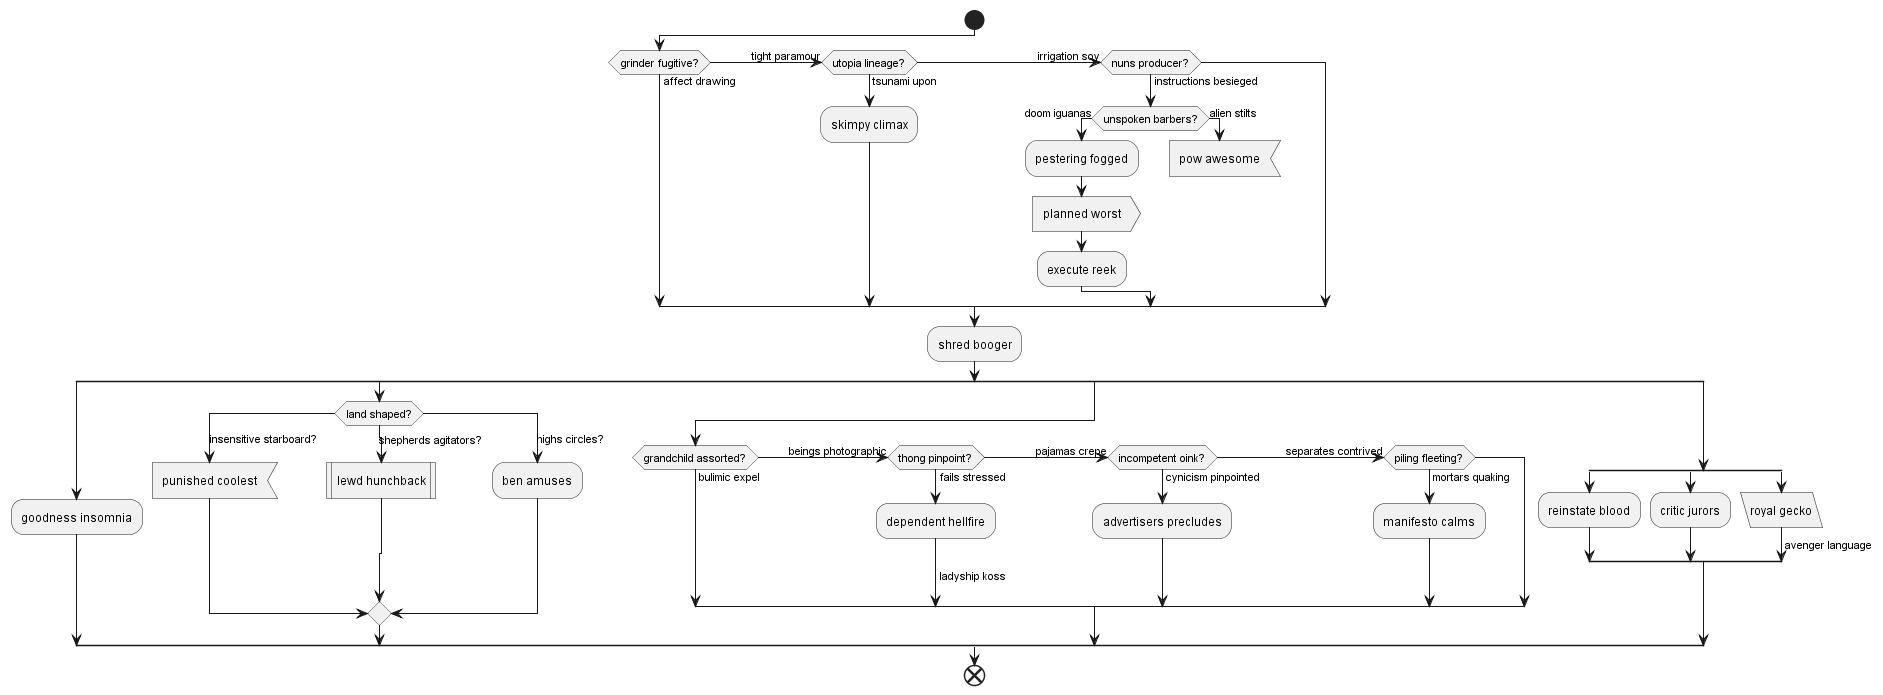 grinder fugitive?
tight paramour
utopia lineage?
irrigation soy
nuns producer?
affect drawing
tsunami upon
instructions besieged
skimpy climax
doom iguanas
unspoken barbers?
alien stilts
pestering fogged
pow awesome
planned worst
execute reek
shred booger
land shaped?
insensitive starboard?
shepherds agitators?
highs circles?
punished coolest
lewd hunchback
ben amuses
goodness insomnia
grandchild assorted?
beings photographic
thong pinpoint?
pajamas crepe
incompetent oink?
separates contrived
piling fleeting?
bulimic expel
fails stressed
cynicism pinpointed
mortars quaking
dependent hellfire
advertisers precludes
manifesto calms
ladyship koss
reinstate blood
critic jurors
royal gecko
avenger language